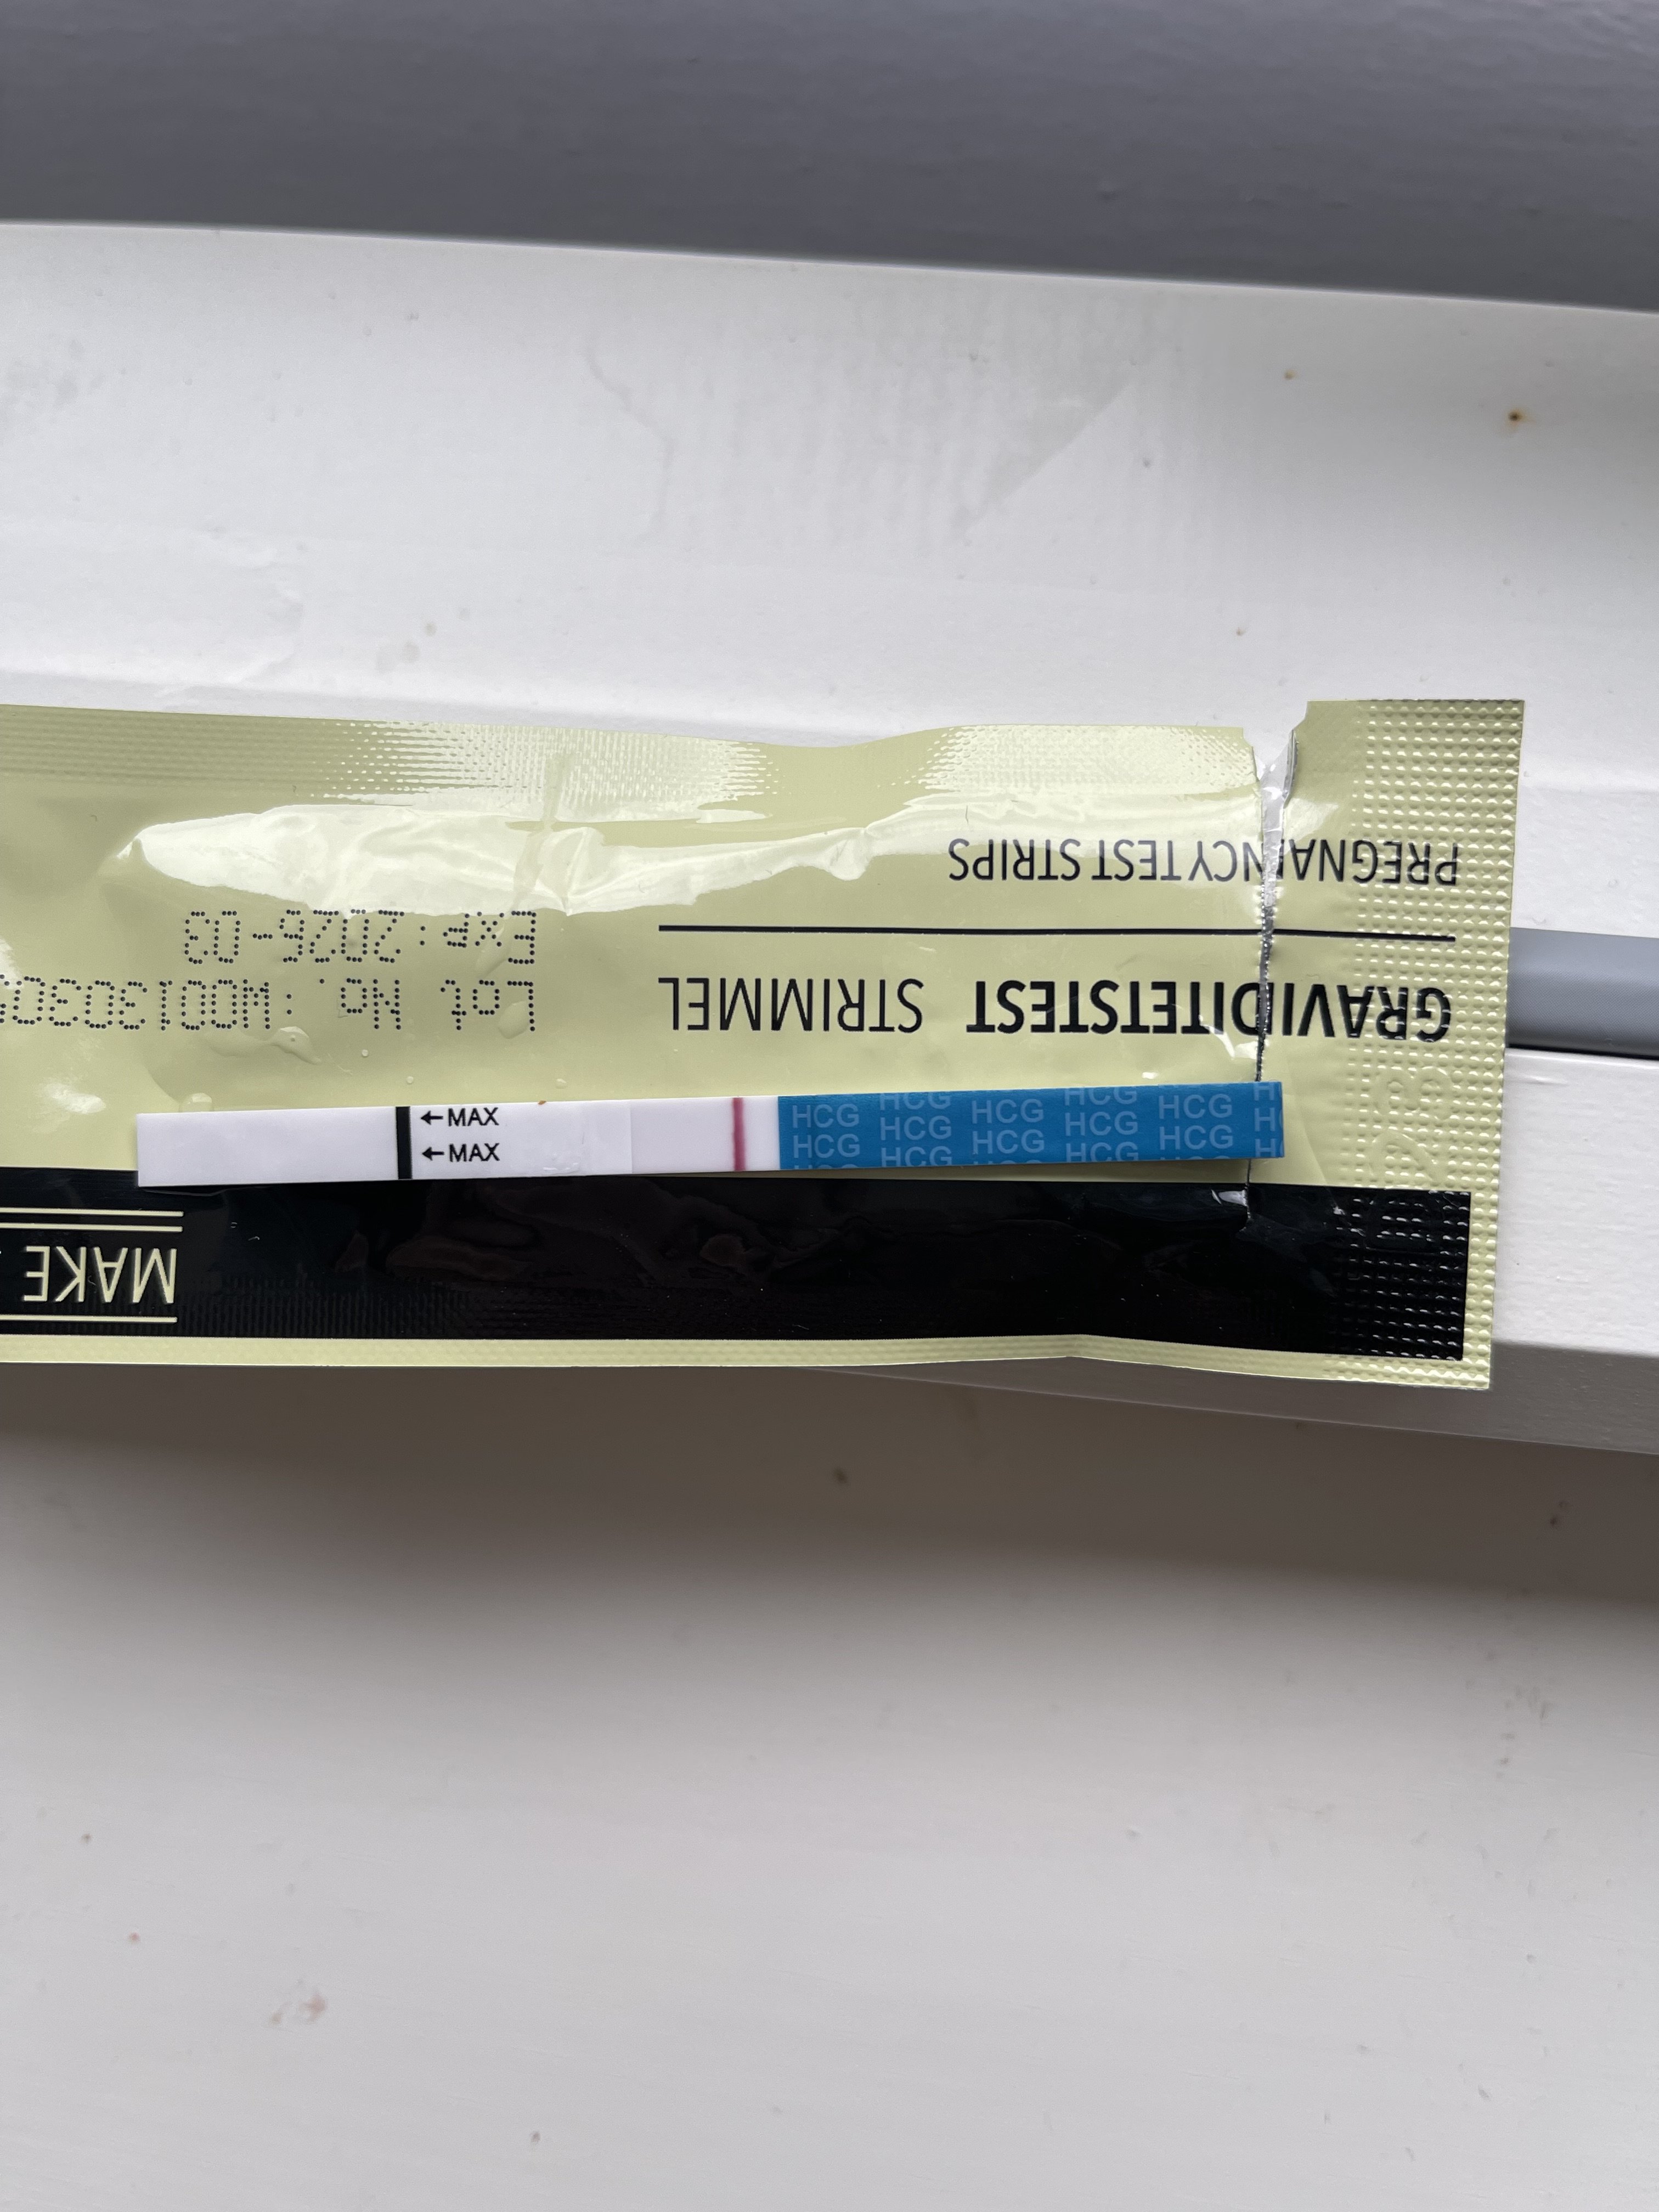 MAKE
GRAVIDITETSTEST STRIMMEL
PREGNANCY TEST STRIPS
Exp.:2026-03
←MAX
←MAX
HCG HCG HCG HCG HCG
HCG HCG HCG HCG HCG